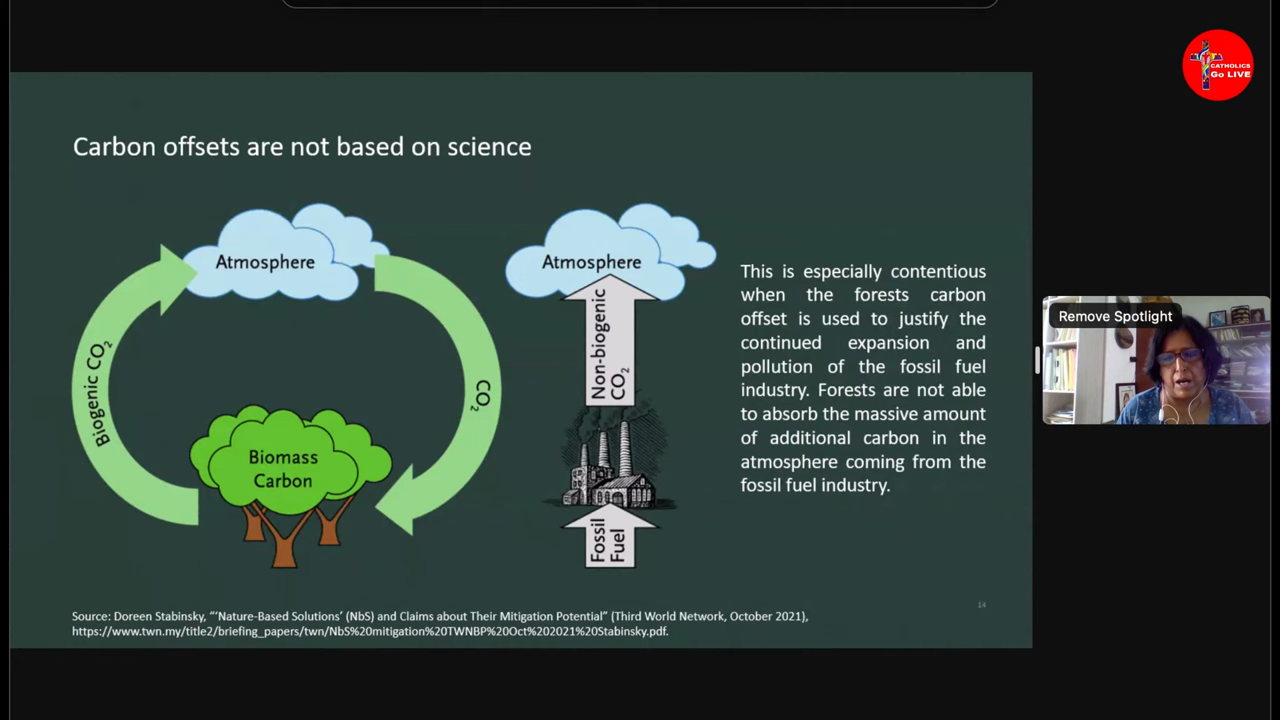 CATHOLICS
Go LIVE
Carbon offsets are not based on science
Atmosphere
Biogenic CO₂
CO₂
Biomass
Carbon
Atmosphere
Non-biogenic
CO₂
Fossil
Fuel
This is especially contentious
when the forests carbon
offset is used to justify the
continued expansion and
pollution of the fossil fuel
industry. Forests are not able
to absorb the massive amount
of additional carbon in the
atmosphere coming from the
fossil fuel industry.
Remove Spotlight
14
Source: Doreen Stabinsky, “‘Nature-Based Solutions’ (NbS) and Claims about Their Mitigation Potential” (Third World Network, October 2021),
https://www.twn.my/title2/briefing_papers/twn/NbS%20mitigation%20TWNBP%20Oct%202021%20Stabinsky.pdf.